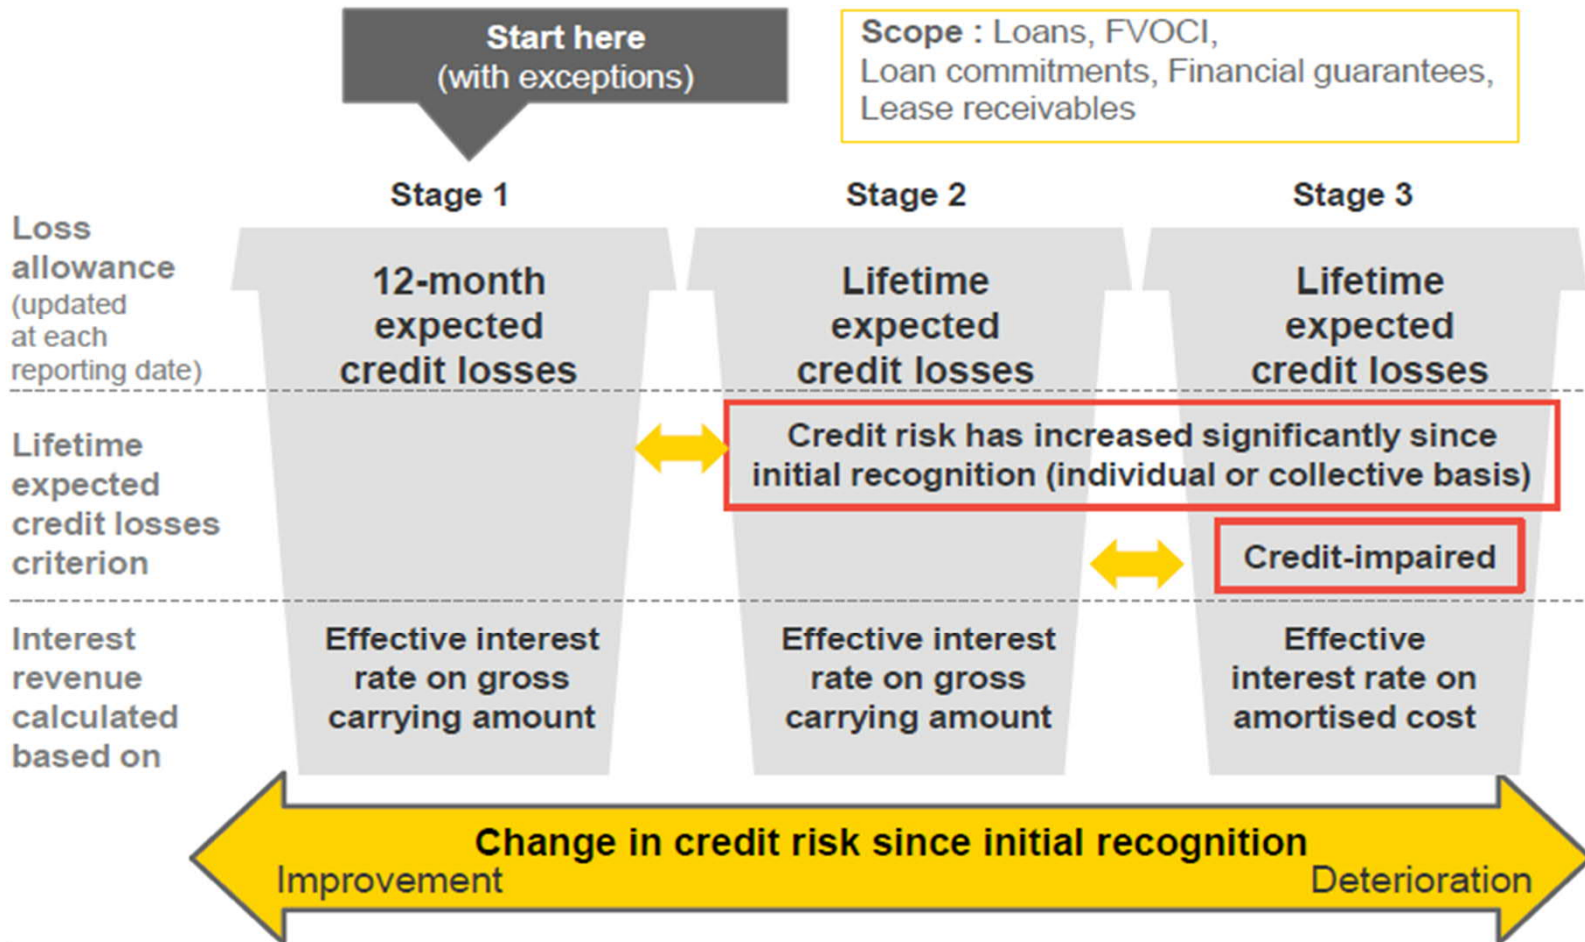 Start here
(with exceptions)
Scope : Loans, FVOCI,
Loan commitments, Financial guarantees,
Lease receivables
Stage 1
Stage 2
Stage 3
Loss
allowance
(updated
at each
reporting date)
12-month
expected
credit losses
Lifetime
expected
credit losses
Lifetime
expected
credit losses
Lifetime
expected
credit losses
criterion
Credit risk has increased significantly since
initial recognition (individual or collective basis)
Credit-impaired
Interest
revenue
calculated
based on
Effective interest
rate on gross
carrying amount
Effective interest
rate on gross
carrying amount
Effective
interest rate on
amortised cost
Change in credit risk since initial recognition
Improvement
Deterioration